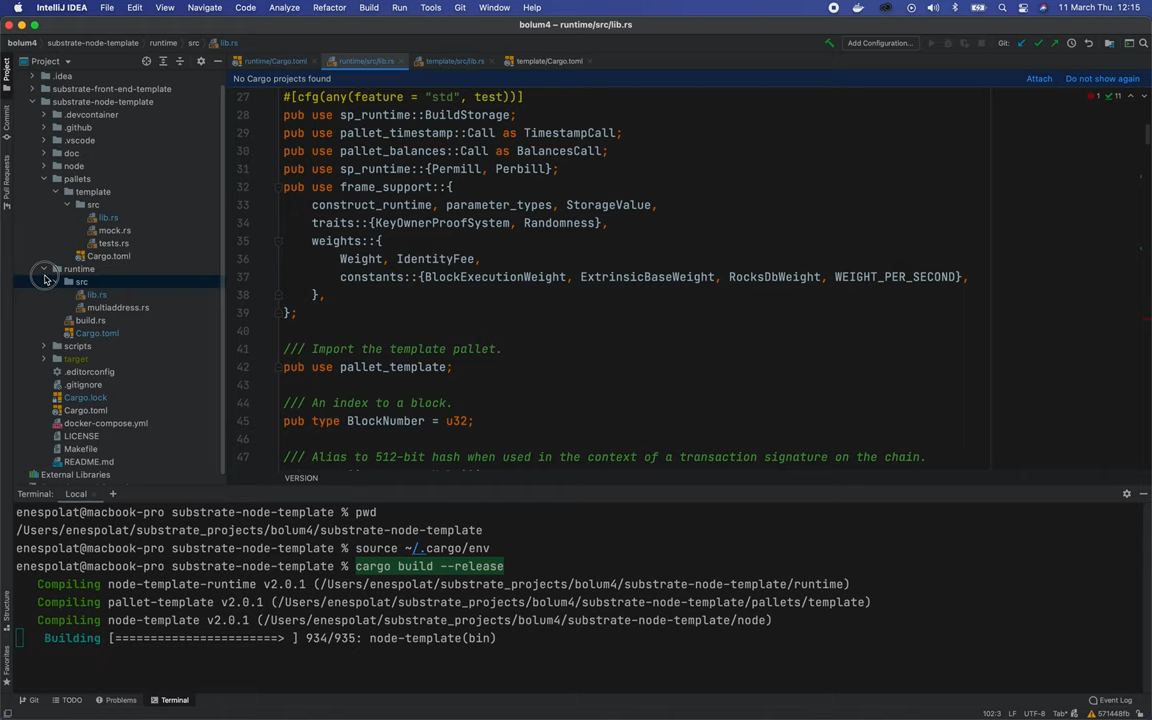 IntelliJ IDEA File Edit View Navigate Code Analyze Refactor Build Run Tools Git Window Help 11 March Thu 12:15
bolum4 – runtime/src/lib.rs
bolum4 substrate-node-template runtime src lib.rs Add Configuration... Git:
Project runtime/Cargo.toml runtime/src/lib.rs template/src/lib.rs template/Cargo.toml
No Cargo projects found Attach Do not show again
.idea
substrate-front-end-template
substrate-node-template
.devcontainer
.github
.vscode
doc
node
pallets
template
src
lib.rs
mock.rs
tests.rs
Cargo.toml
runtime
src
lib.rs
multiaddress.rs
build.rs
Cargo.toml
scripts
target
.editorconfig
.gitignore
Cargo.lock
Cargo.toml
docker-compose.yml
LICENSE
Makefile
README.md
External Libraries
Project
Commit
Pull Requests
Structure
Favorites
1 11
27 #[cfg(any(feature = "std", test))]
28 pub use sp_runtime::BuildStorage;
29 pub use pallet_timestamp::Call as TimestampCall;
30 pub use pallet_balances::Call as BalancesCall;
31 pub use sp_runtime::{Permill, Perbill};
32 pub use frame_support::{
33 construct_runtime, parameter_types, StorageValue,
34 traits::{KeyOwnerProofSystem, Randomness},
35 weights::{
36 Weight, IdentityFee,
37 constants::{BlockExecutionWeight, ExtrinsicBaseWeight, RocksDbWeight, WEIGHT_PER_SECOND},
38 },
39 };
40
41 /// Import the template pallet.
42 pub use pallet_template;
43
44 /// An index to a block.
45 pub type BlockNumber = u32;
46
47 /// Alias to 512-bit hash when used in the context of a transaction signature on the chain.
VERSION
Terminal: Local +
enespolat@macbook-pro substrate-node-template % pwd
/Users/enespolat/substrate_projects/bolum4/substrate-node-template
enespolat@macbook-pro substrate-node-template % source ~/.cargo/env
enespolat@macbook-pro substrate-node-template % cargo build --release
Compiling node-template-runtime v2.0.1 (/Users/enespolat/substrate_projects/bolum4/substrate-node-template/runtime)
Compiling pallet-template v2.0.1 (/Users/enespolat/substrate_projects/bolum4/substrate-node-template/pallets/template)
Compiling node-template v2.0.1 (/Users/enespolat/substrate_projects/bolum4/substrate-node-template/node)
Building [=======================> ] 934/935: node-template(bin)
Git TODO Problems Terminal Event Log
102:3 LF UTF-8 Tab* 571448fb